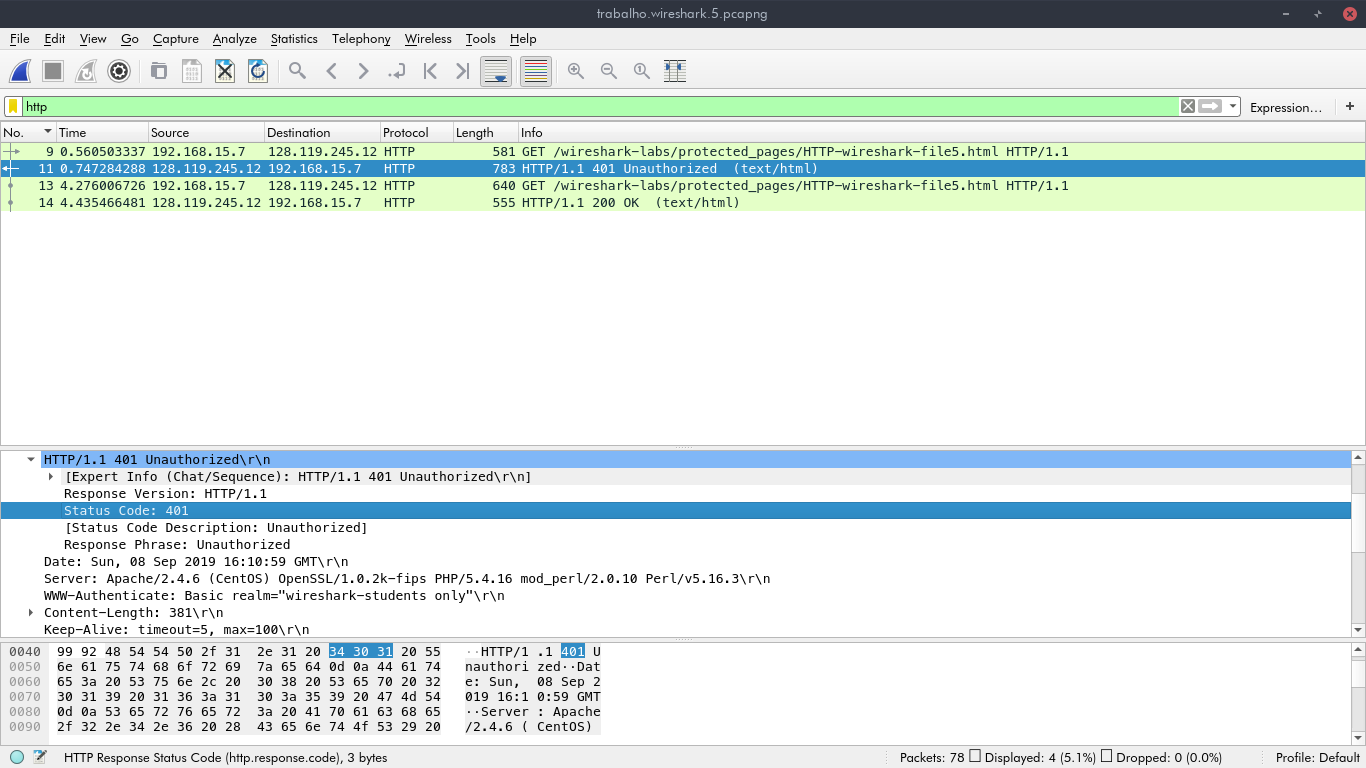 trabalho.wireshark.5.pcapng
File Edit View Go Capture Analyze Statistics Telephony Wireless Tools Help
http Expression… +
No. Time Source Destination Protocol Length Info
9 0.560503337 192.168.15.7 128.119.245.12 HTTP 581 GET /wireshark-labs/protected_pages/HTTP-wireshark-file5.html HTTP/1.1
11 0.747284288 128.119.245.12 192.168.15.7 HTTP 783 HTTP/1.1 401 Unauthorized (text/html)
13 4.276006726 192.168.15.7 128.119.245.12 HTTP 640 GET /wireshark-labs/protected_pages/HTTP-wireshark-file5.html HTTP/1.1
14 4.435466481 128.119.245.12 192.168.15.7 HTTP 555 HTTP/1.1 200 OK (text/html)
HTTP/1.1 401 Unauthorized\r\n
[Expert Info (Chat/Sequence): HTTP/1.1 401 Unauthorized\r\n]
Response Version: HTTP/1.1
Status Code: 401
[Status Code Description: Unauthorized]
Response Phrase: Unauthorized
Date: Sun, 08 Sep 2019 16:10:59 GMT\r\n
Server: Apache/2.4.6 (CentOS) OpenSSL/1.0.2k-fips PHP/5.4.16 mod_perl/2.0.10 Perl/v5.16.3\r\n
WWW-Authenticate: Basic realm="wireshark-students only"\r\n
Content-Length: 381\r\n
Keep-Alive: timeout=5, max=100\r\n
0040 99 92 48 54 54 50 2f 31 2e 31 20 34 30 31 20 55 ··HTTP/1 .1 401 U
0050 6e 61 75 74 68 6f 72 69 7a 65 64 0d 0a 44 61 74 nauthori zed··Dat
0060 65 3a 20 53 75 6e 2c 20 30 38 20 53 65 70 20 32 e: Sun, 08 Sep 2
0070 30 31 39 20 31 36 3a 31 30 3a 35 39 20 47 4d 54 019 16:1 0:59 GMT
0080 0d 0a 53 65 72 76 65 72 3a 20 41 70 61 63 68 65 ··Server : Apache
0090 2f 32 2e 34 2e 36 20 28 43 65 6e 74 4f 53 29 20 /2.4.6 ( CentOS)
HTTP Response Status Code (http.response.code), 3 bytes Packets: 78 Displayed: 4 (5.1%) Dropped: 0 (0.0%) Profile: Default